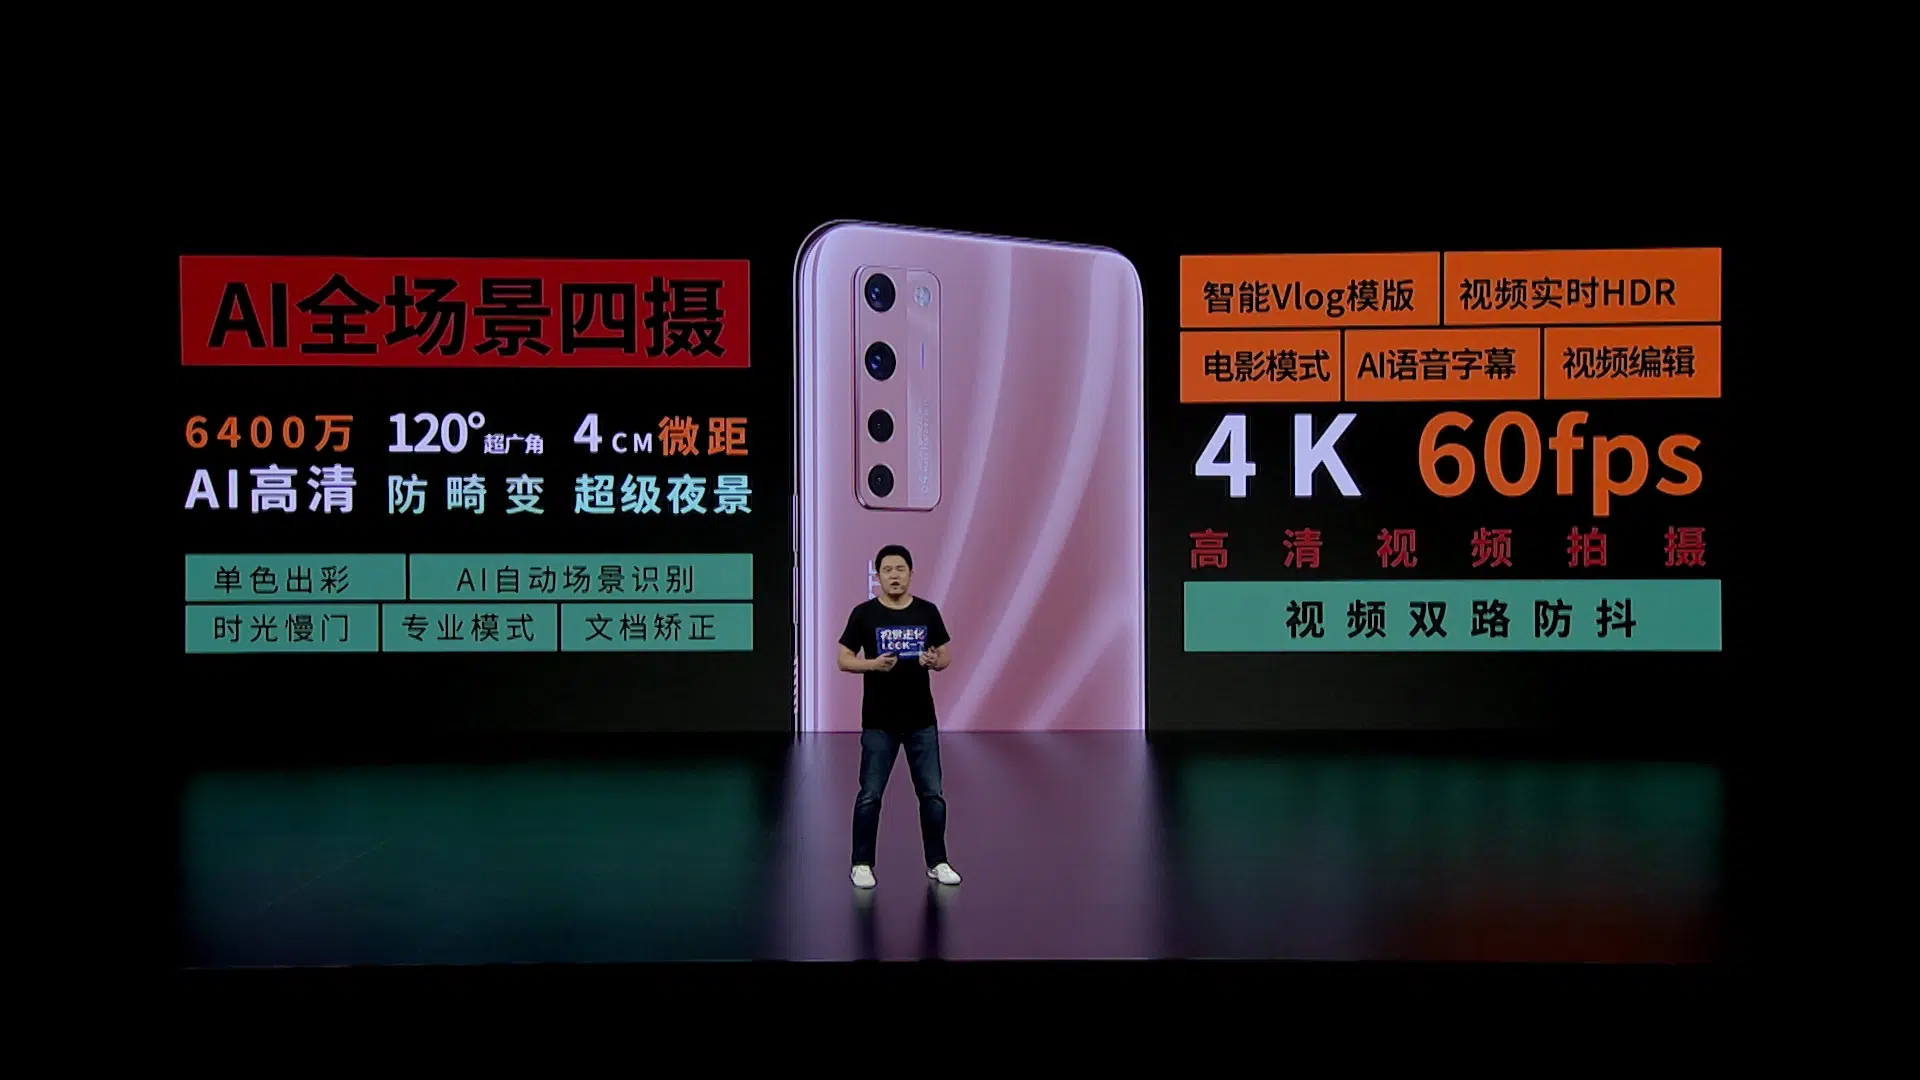 AI全场景四摄
6400万 120°超广角 4CM微距
AI高清 防畸变 超级夜景
单色出彩 AI自动场景识别
时光慢门 专业模式 文档矫正
智能Vlog模版 视频实时HDR
电影模式 AI语音字幕 视频编辑
4K 60fps
高清视频拍摄
视频双路防抖
视觉进化